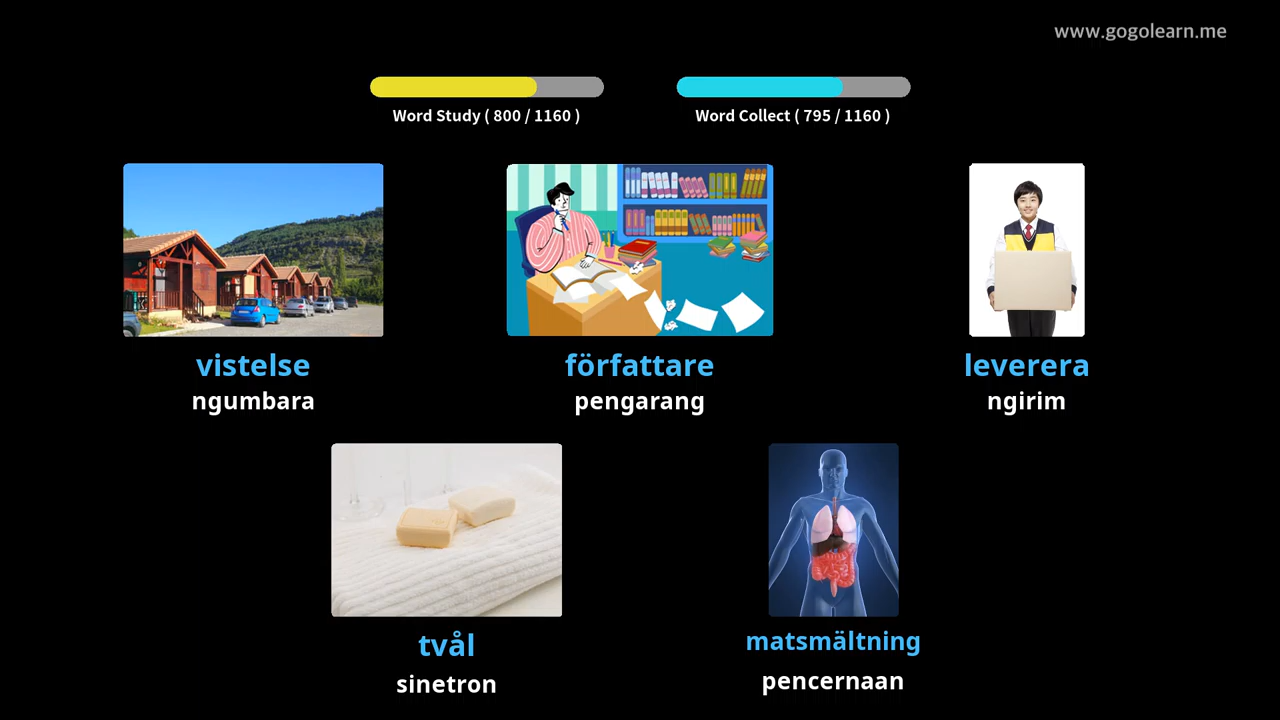 www.gogolearn.me
Word Study ( 800 / 1160 )
Word Collect ( 795 / 1160 )
vistelse
ngumbara
författare
pengarang
leverera
ngirim
tvål
sinetron
matsmältning
pencernaan